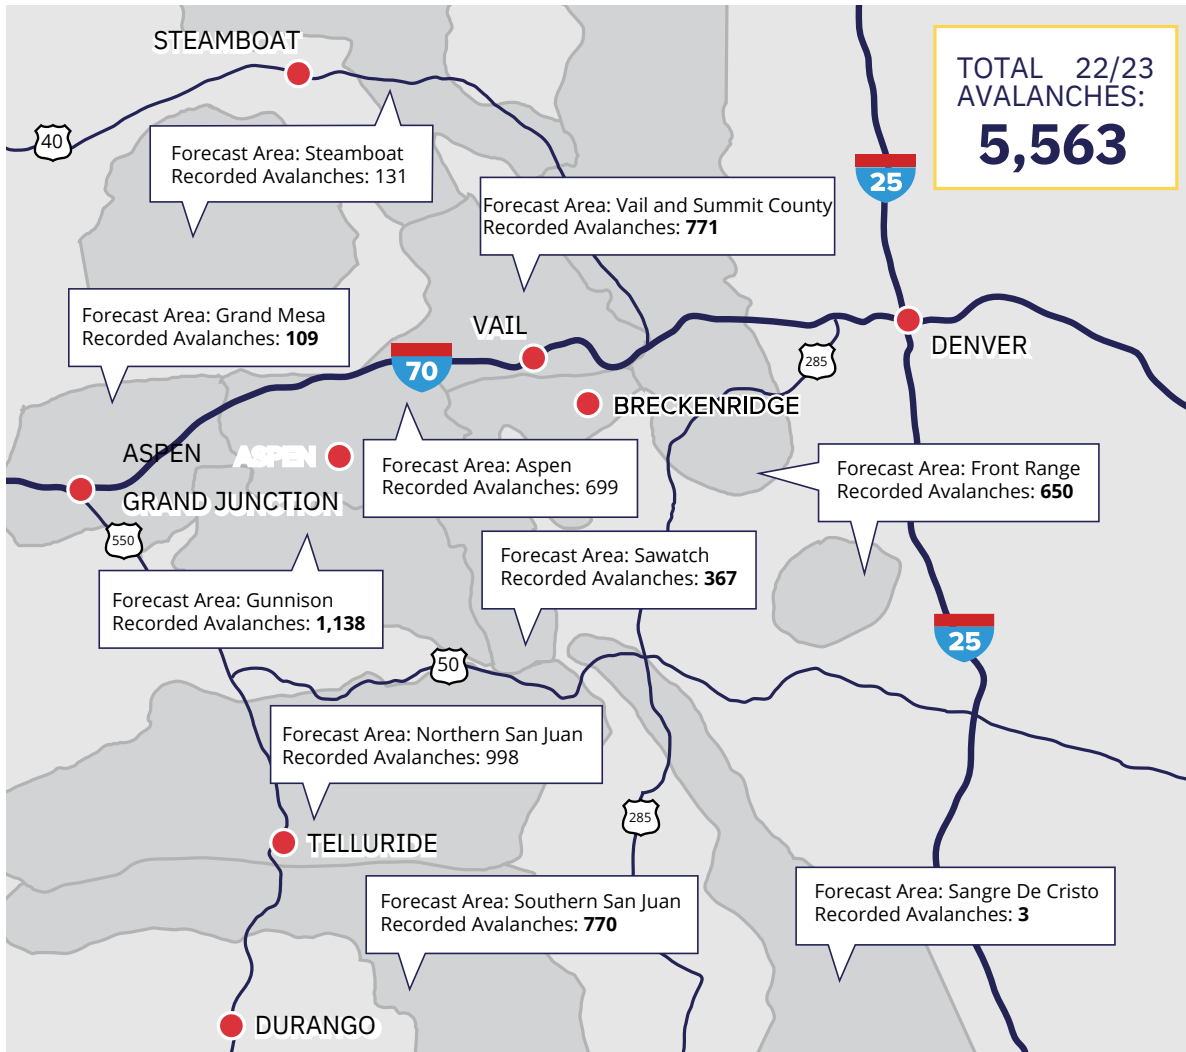 STEAMBOAT
TOTAL 22/23
AVALANCHES:
5,563
40
Forecast Area: Steamboat
Recorded Avalanches: 131
25
Forecast Area: Vail and Summit County
Recorded Avalanches: 771
Forecast Area: Grand Mesa
Recorded Avalanches: 109
VAIL
70
285
DENVER
BRECKENRIDGE
ASPEN
ASPEN
GRAND JUNCTION
Forecast Area: Aspen
Recorded Avalanches: 699
Forecast Area: Front Range
Recorded Avalanches: 650
550
Forecast Area: Sawatch
Recorded Avalanches: 367
Forecast Area: Gunnison
Recorded Avalanches: 1,138
25
50
Forecast Area: Northern San Juan
Recorded Avalanches: 998
285
TELLURIDE
Forecast Area: Southern San Juan
Recorded Avalanches: 770
Forecast Area: Sangre De Cristo
Recorded Avalanches: 3
DURANGO